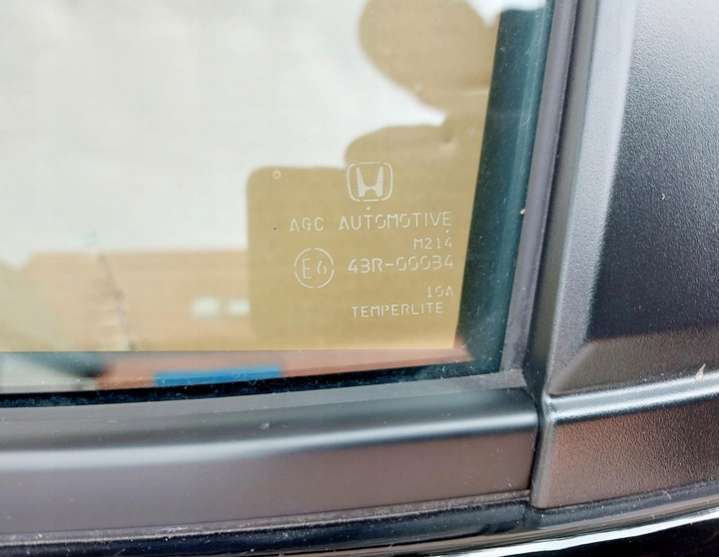 AGC AUTOMOTIVE
M214
E6 43R-00034
10A
TEMPERLITE